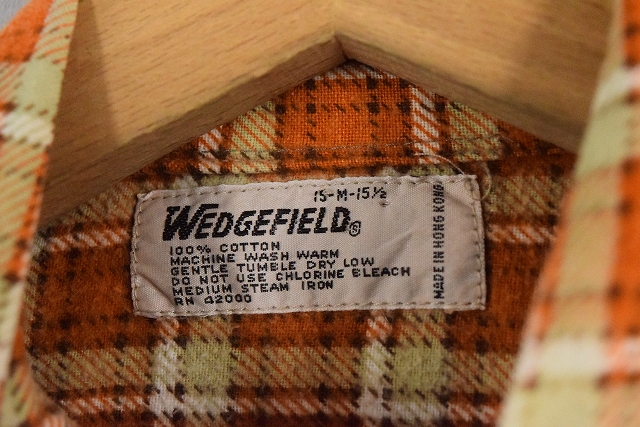 15-M-15½
WEDGEFIELD®
100% COTTON
MACHINE WASH WARM
GENTLE TUMBLE DRY LOW
DO NOT USE CHLORINE BLEACH
MEDIUM STEAM IRON
RN 42000
MADE IN HONG KONG